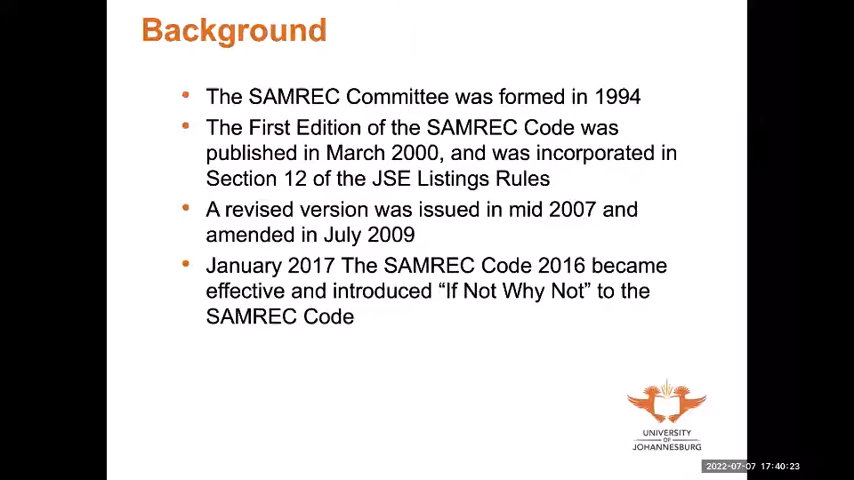 Background
• The SAMREC Committee was formed in 1994
• The First Edition of the SAMREC Code was
published in March 2000, and was incorporated in
Section 12 of the JSE Listings Rules
• A revised version was issued in mid 2007 and
amended in July 2009
• January 2017 The SAMREC Code 2016 became
effective and introduced “If Not Why Not” to the
SAMREC Code
UNIVERSITY
OF
JOHANNESBURG
2022-07-07 17:40:23